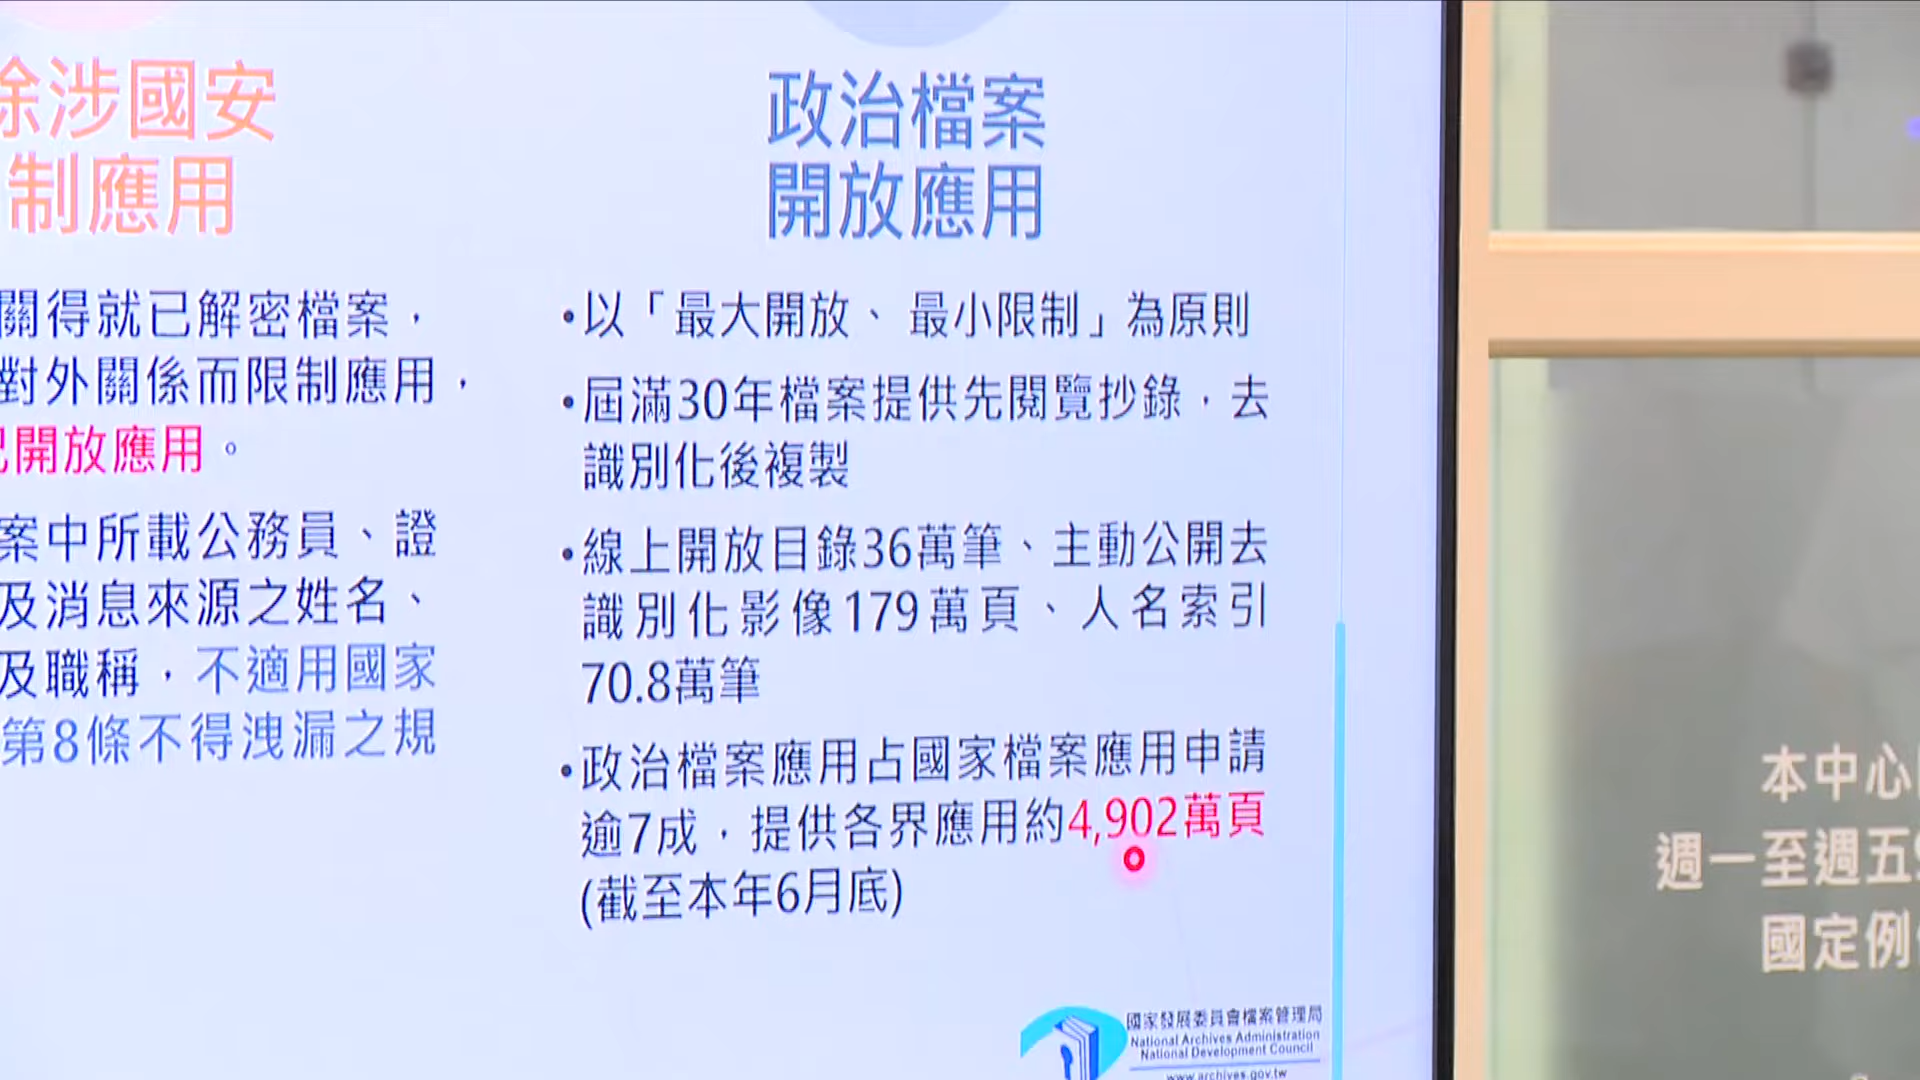 除涉國安
制應用
關得就已解密檔案，
對外關係而限制應用，
開放應用。
案中所載公務員、證
及消息來源之姓名、
及職稱，不適用國家
第8條不得洩漏之規
政治檔案
開放應用
•以「最大開放、最小限制」為原則
•屆滿30年檔案提供先閱覽抄錄，去
識別化後複製
•線上開放目錄36萬筆、主動公開去
識別化影像179萬頁、人名索引
70.8萬筆
•政治檔案應用占國家檔案應用申請
逾7成，提供各界應用約4,902萬頁
(截至本年6月底)
國家發展委員會檔案管理局
National Archives Administration
National Development Council
www.archives.gov.tw
本中心
週一至週五9
國定例